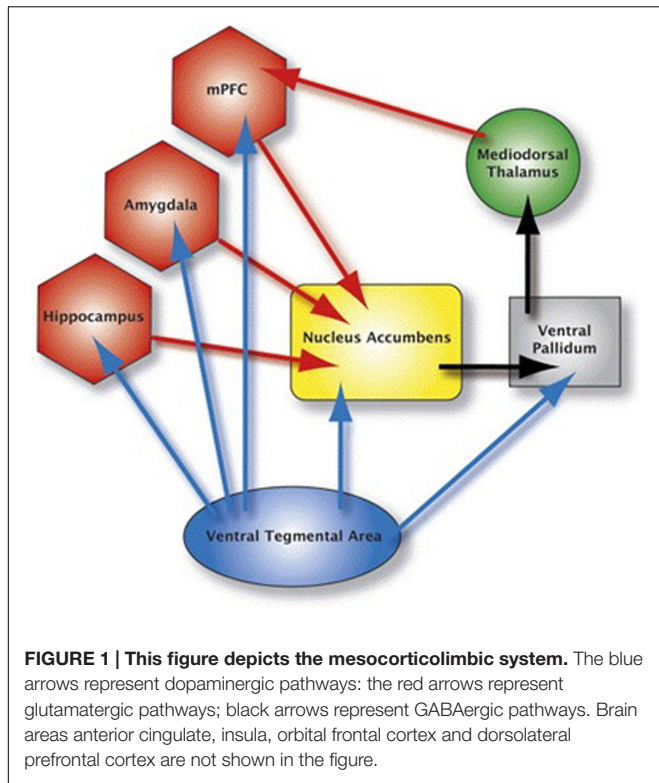 mPFC
Mediodorsal
Thalamus
Amygdala
Hippocampus
Nucleus Accumbens
Ventral
Pallidum
Ventral Tegmental Area
FIGURE 1 | This figure depicts the mesocorticolimbic system. The blue
arrows represent dopaminergic pathways: the red arrows represent
glutamatergic pathways; black arrows represent GABAergic pathways. Brain
areas anterior cingulate, insula, orbital frontal cortex and dorsolateral
prefrontal cortex are not shown in the figure.